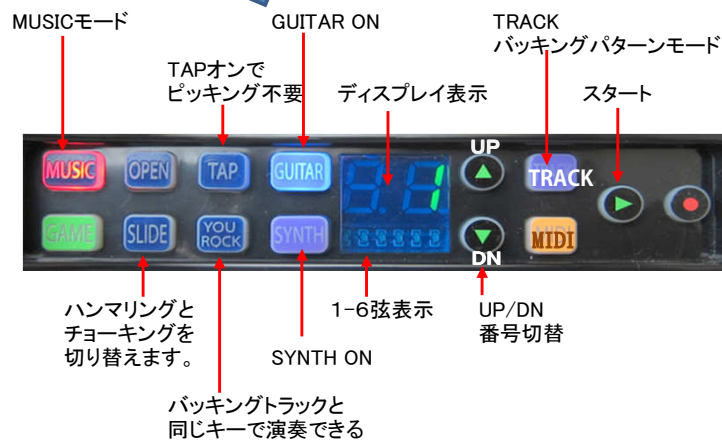 MUSICモード
GUITAR ON
TRACK
バッキングパターンモード
TAPオンで
ピッキング不要
ディスプレイ表示
スタート
UP
MUSIC
OPEN
TAP
GUITAR
1
TRACK
GAME
SLIDE
YOU
ROCK
SYNTH
MIDI
DN
ハンマリングと
チョーキングを
切り替えます。
1-6弦表示
UP/DN
番号切替
SYNTH ON
バッキングトラックと
同じキーで演奏できる